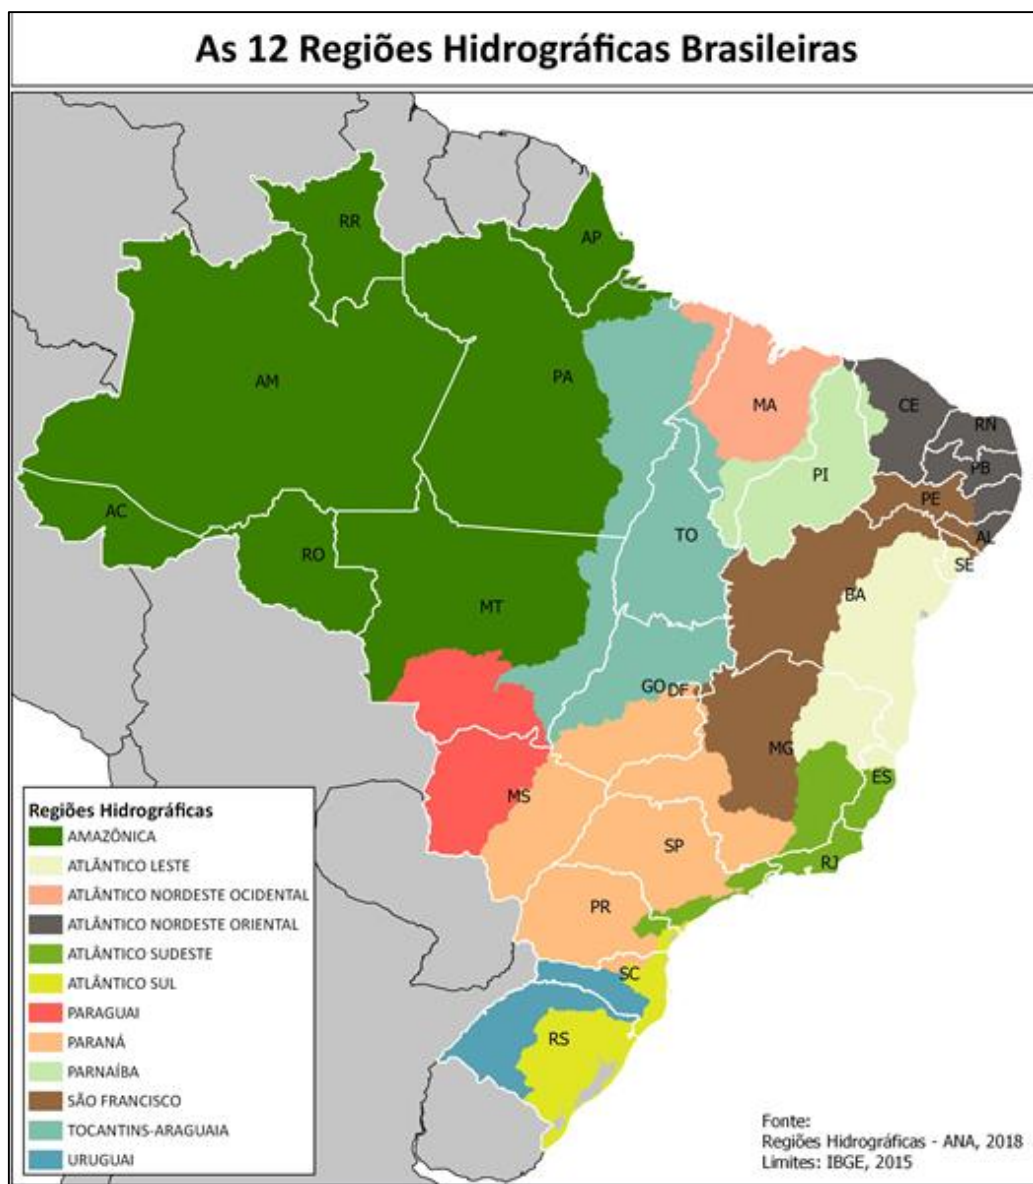 As 12 Regiões Hidrográficas Brasileiras
RR
AP
AM
PA
MA
CE
RN
PB
PI
PE
AC
AL
TO
RO
SE
BA
MT
GO
DF
MG
ES
MS
SP
RJ
PR
SC
RS
Regiões Hidrográficas
AMAZÔNICA
ATLÂNTICO LESTE
ATLÂNTICO NORDESTE OCIDENTAL
ATLÂNTICO NORDESTE ORIENTAL
ATLÂNTICO SUDESTE
ATLÂNTICO SUL
PARAGUAI
PARANÁ
PARNAÍBA
SÃO FRANCISCO
TOCANTINS-ARAGUAIA
URUGUAI
Fonte:
Regiões Hidrográficas - ANA, 2018
Limites: IBGE, 2015